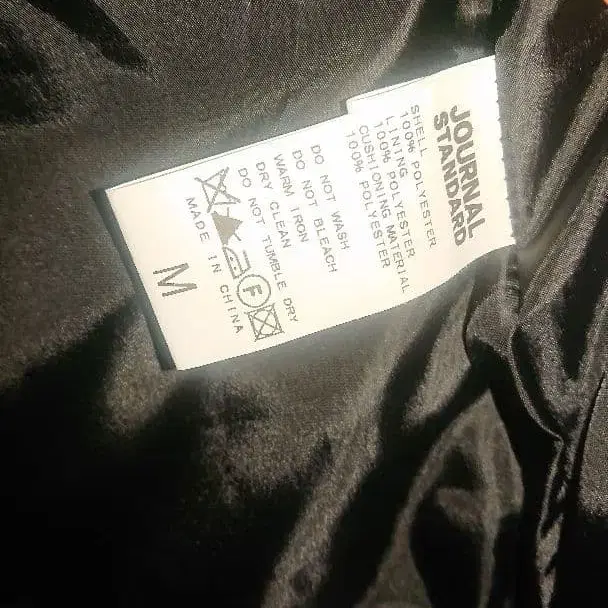 JOURNAL
STANDARD
SHELL
100% POLYESTER
LINING
100% POLYESTER
CUSHIONING MATERIAL
100% POLYESTER
DO NOT WASH
DO NOT BLEACH
WARM IRON
DRY CLEAN
DO NOT TUMBLE DRY
F
MADE IN CHINA
M